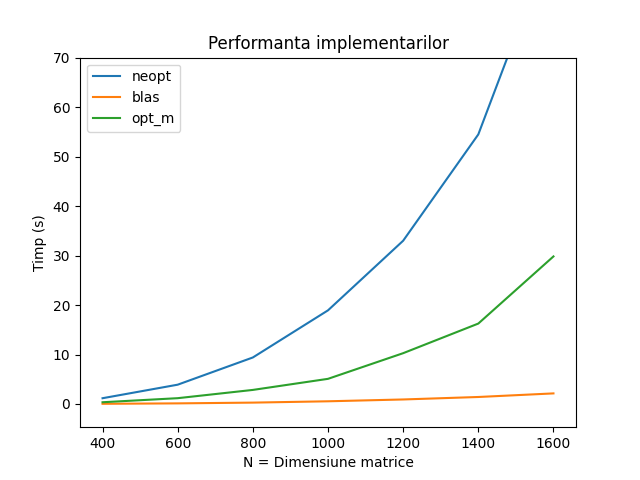 Performanta implementarilor
neopt
blas
opt_m
70
60
50
40
30
20
10
0
Timp (s)
400 600 800 1000 1200 1400 1600
N = Dimensiune matrice